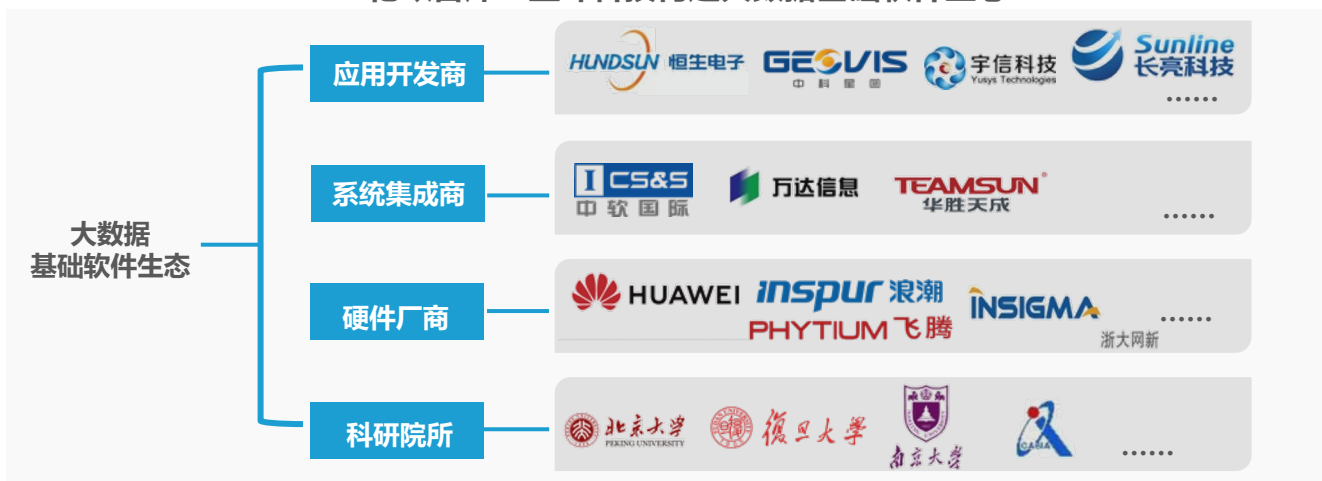 大数据
基础软件生态
应用开发商
HUNDSUN 恒生电子
GEOVIS
中科星图
宇信科技
Yusys Technologies
Sunline
长亮科技
......
系统集成商
I CS&S
中软国际
万达信息
TEAMSUN
华胜天成
......
硬件厂商
HUAWEI
inspur 浪潮
PHYTIUM 飞腾
INSIGMA
浙大网新
......
科研院所
北京大学
PEKING UNIVERSITY
復旦大學
南京大學
CASIA
......